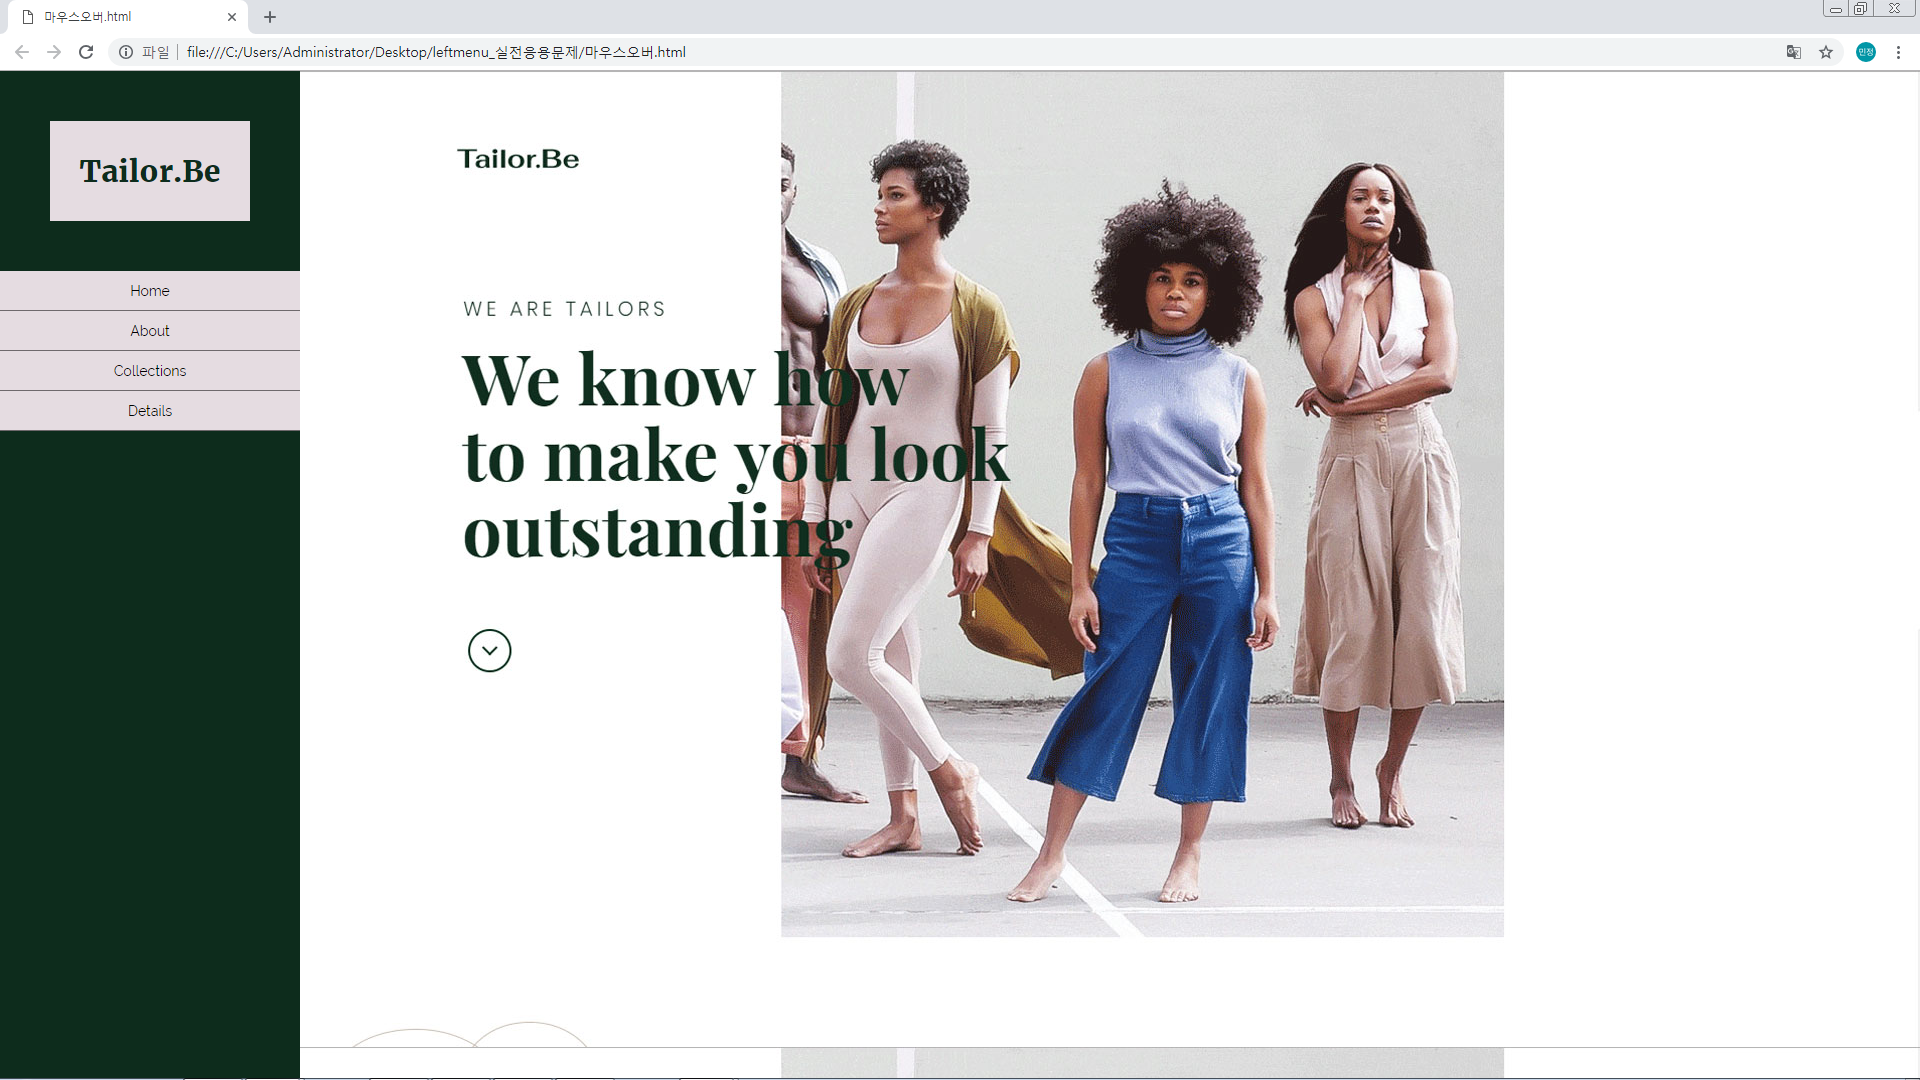 마우스오버.html
파일
file:///C:/Users/Administrator/Desktop/leftmenu_실전응용문제/마우스오버.html
민정
Tailor.Be
Home
About
Collections
Details
Tailor.Be
WE ARE TAILORS
We know how
to make you look
outstanding